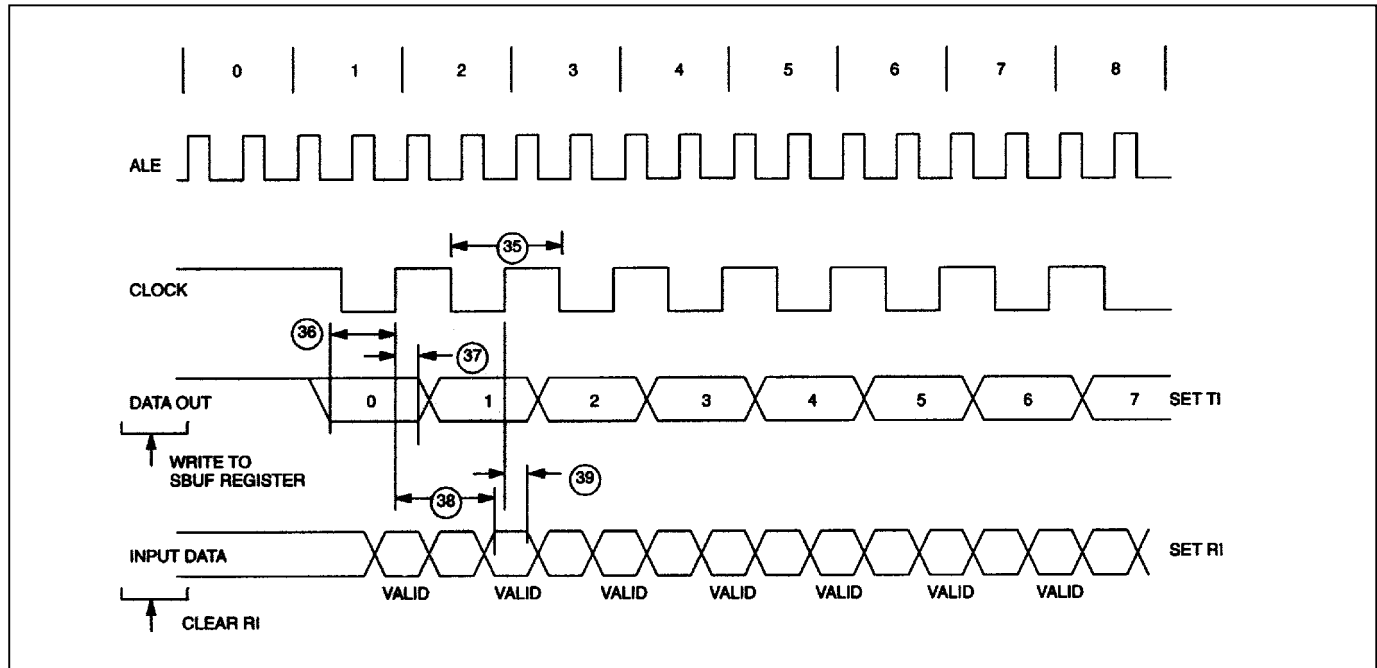 0 1 2 3 4 5 6 7 8
ALE
35
CLOCK
36
37
DATA OUT 0 1 2 3 4 5 6 7 SET TI
WRITE TO
SBUF REGISTER
39
38
INPUT DATA SET RI
VALID VALID VALID VALID VALID VALID VALID
CLEAR RI